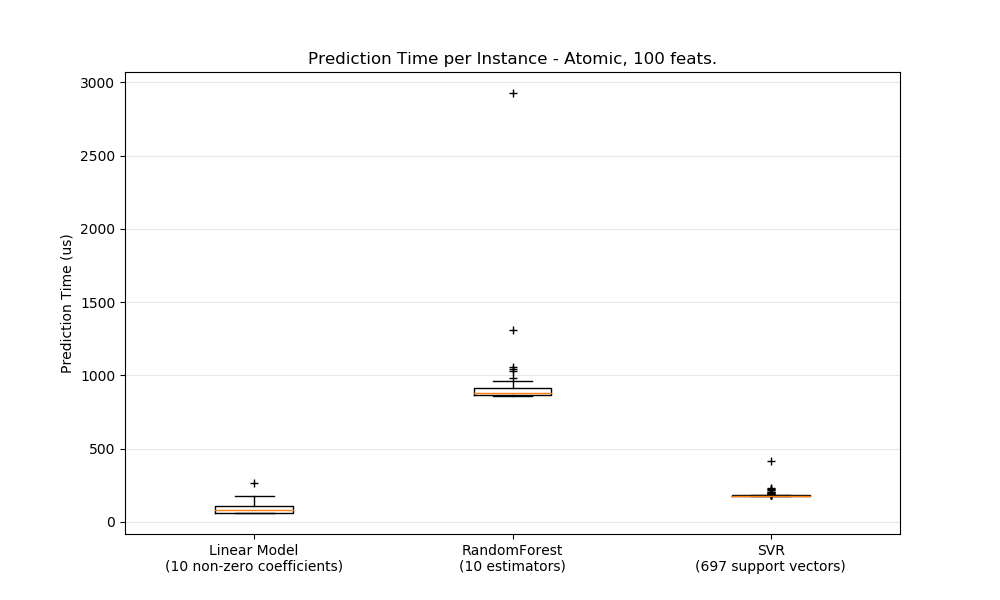 Prediction Time per Instance - Atomic, 100 feats.
Prediction Time (us)
3000
2500
2000
1500
1000
500
0
Linear Model
(10 non-zero coefficients)
RandomForest
(10 estimators)
SVR
(697 support vectors)